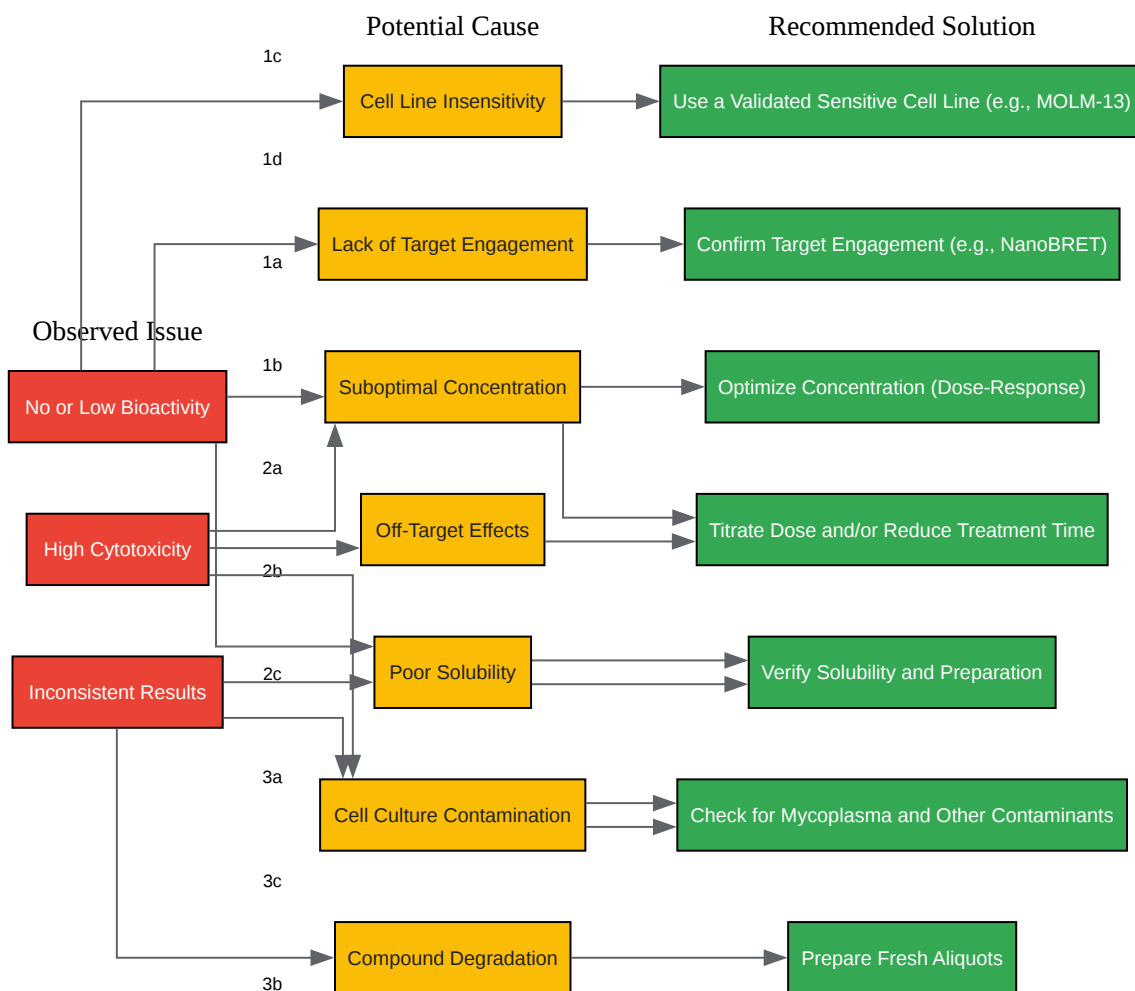 Potential Cause
Recommended Solution
1c
Cell Line Insensitivity
Use a Validated Sensitive Cell Line (e.g., MOLM-13)
1d
Lack of Target Engagement
Confirm Target Engagement (e.g., NanoBRET)
1a
Observed Issue
1b
No or Low Bioactivity
Suboptimal Concentration
Optimize Concentration (Dose-Response)
2a
High Cytotoxicity
Off-Target Effects
Titrate Dose and/or Reduce Treatment Time
2b
Inconsistent Results
2c
Poor Solubility
Verify Solubility and Preparation
3a
Cell Culture Contamination
Check for Mycoplasma and Other Contaminants
3c
Compound Degradation
Prepare Fresh Aliquots
3b